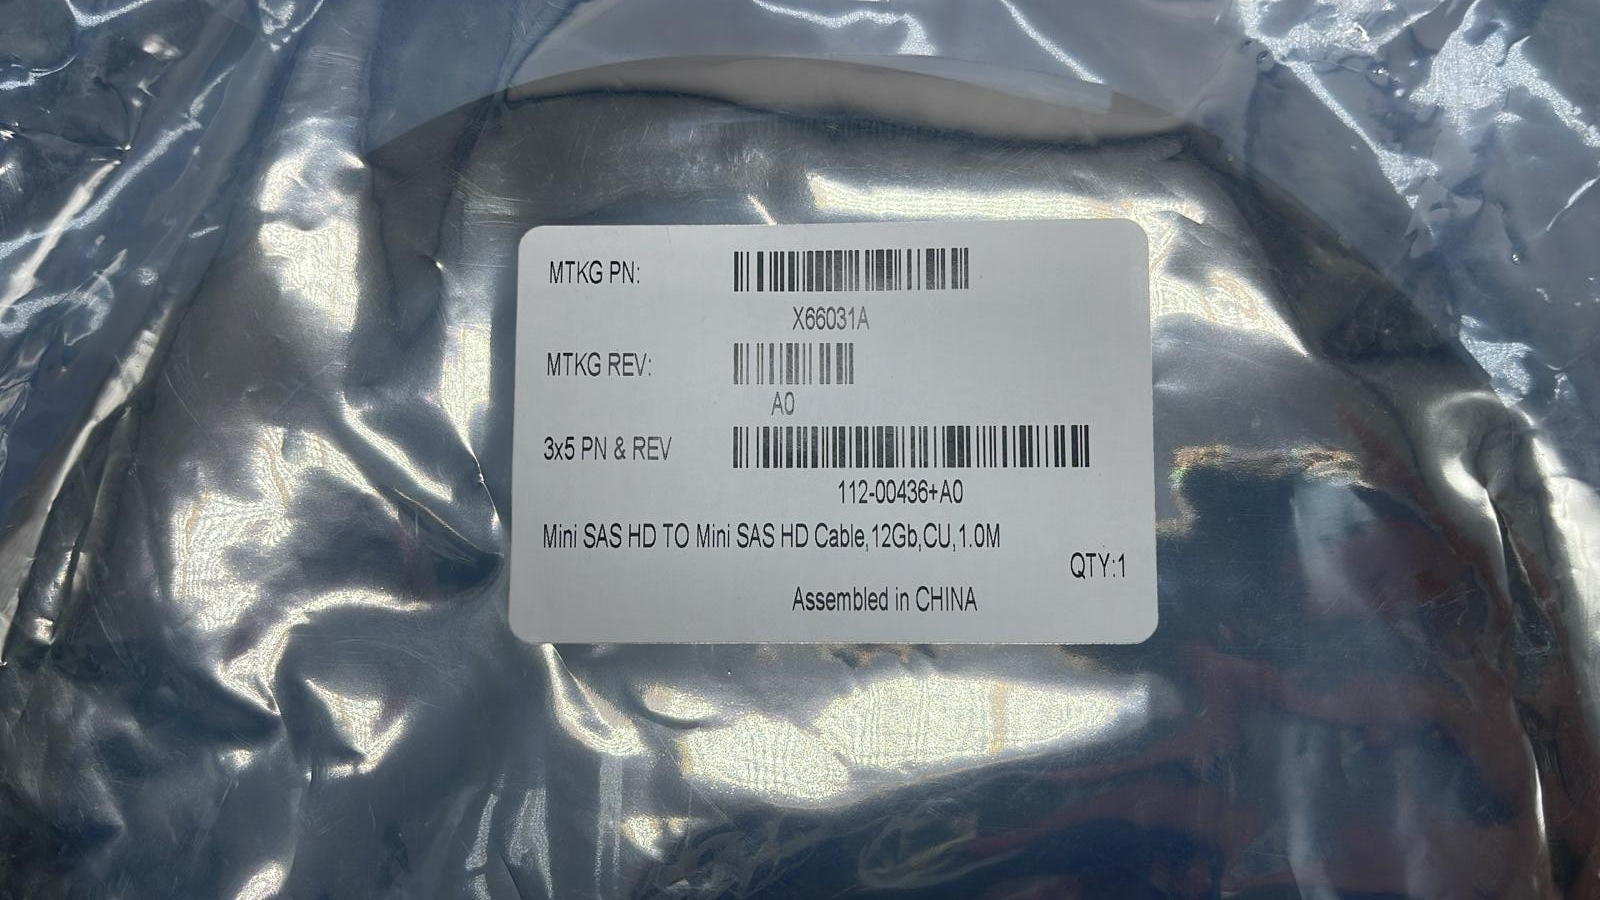 MTKG PN:
X66031A
MTKG REV:
A0
3x5 PN & REV
112-00436+A0
Mini SAS HD TO Mini SAS HD Cable,12Gb,CU,1.0M
QTY:1
Assembled in CHINA